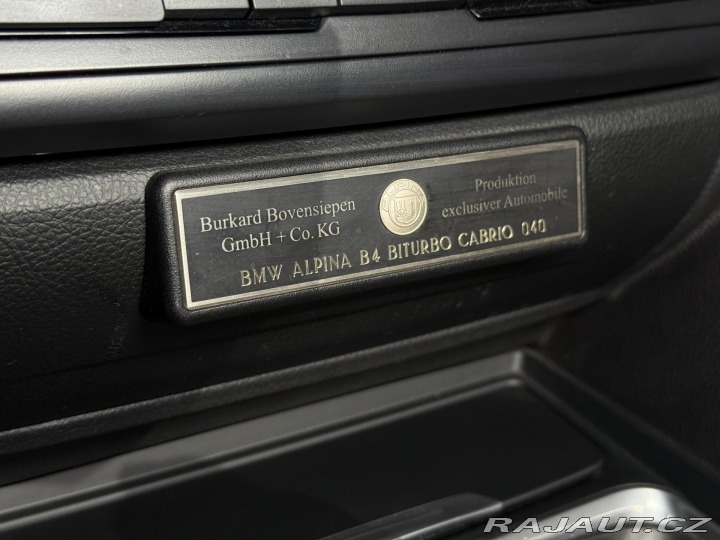 Burkard Bovensiepen
GmbH + Co. KG
Produktion
exclusiver Automobile
BMW ALPINA B4 BITURBO CABRIO 040
RAJAUT.CZ